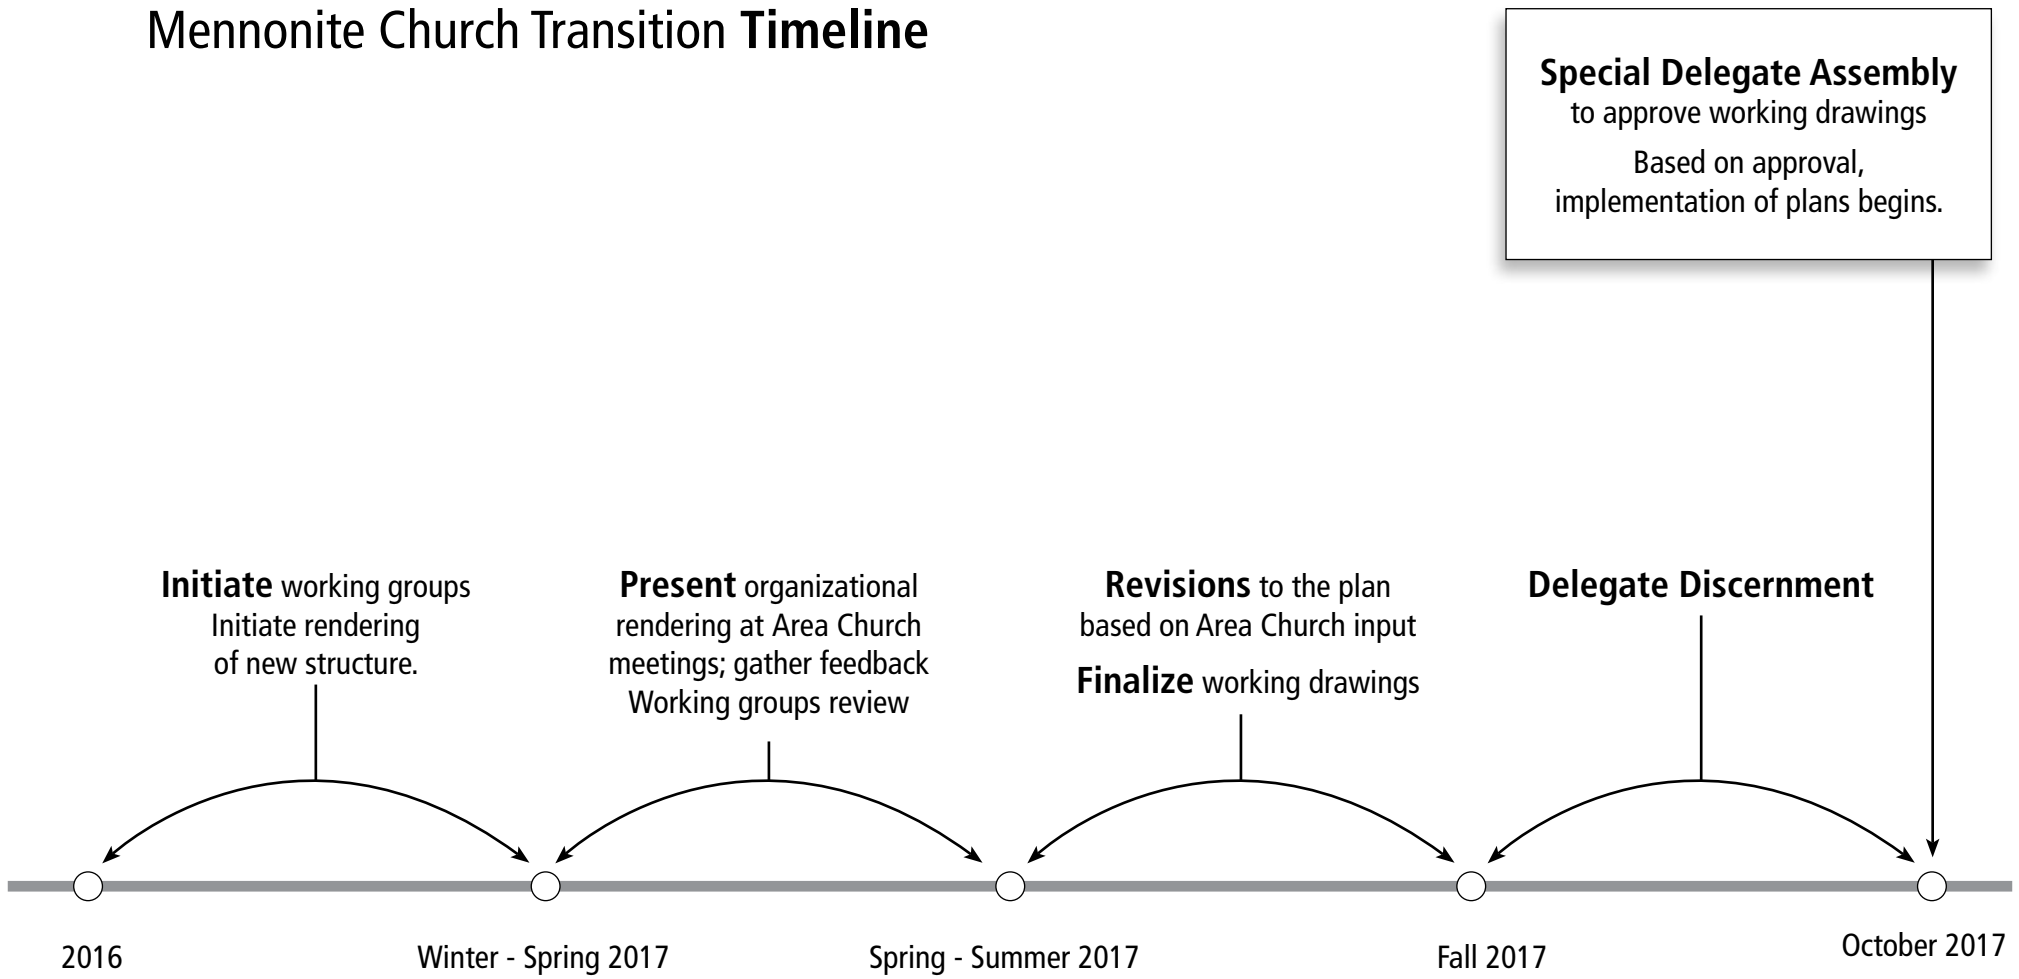 Mennonite Church Transition Timeline
Special Delegate Assembly
to approve working drawings
Based on approval,
implementation of plans begins.
Initiate working groups
Initiate rendering
of new structure.
Present organizational
rendering at Area Church
meetings; gather feedback
Working groups review
Revisions to the plan
based on Area Church input
Finalize working drawings
Delegate Discernment
2016
Winter - Spring 2017
Spring - Summer 2017
Fall 2017
October 2017